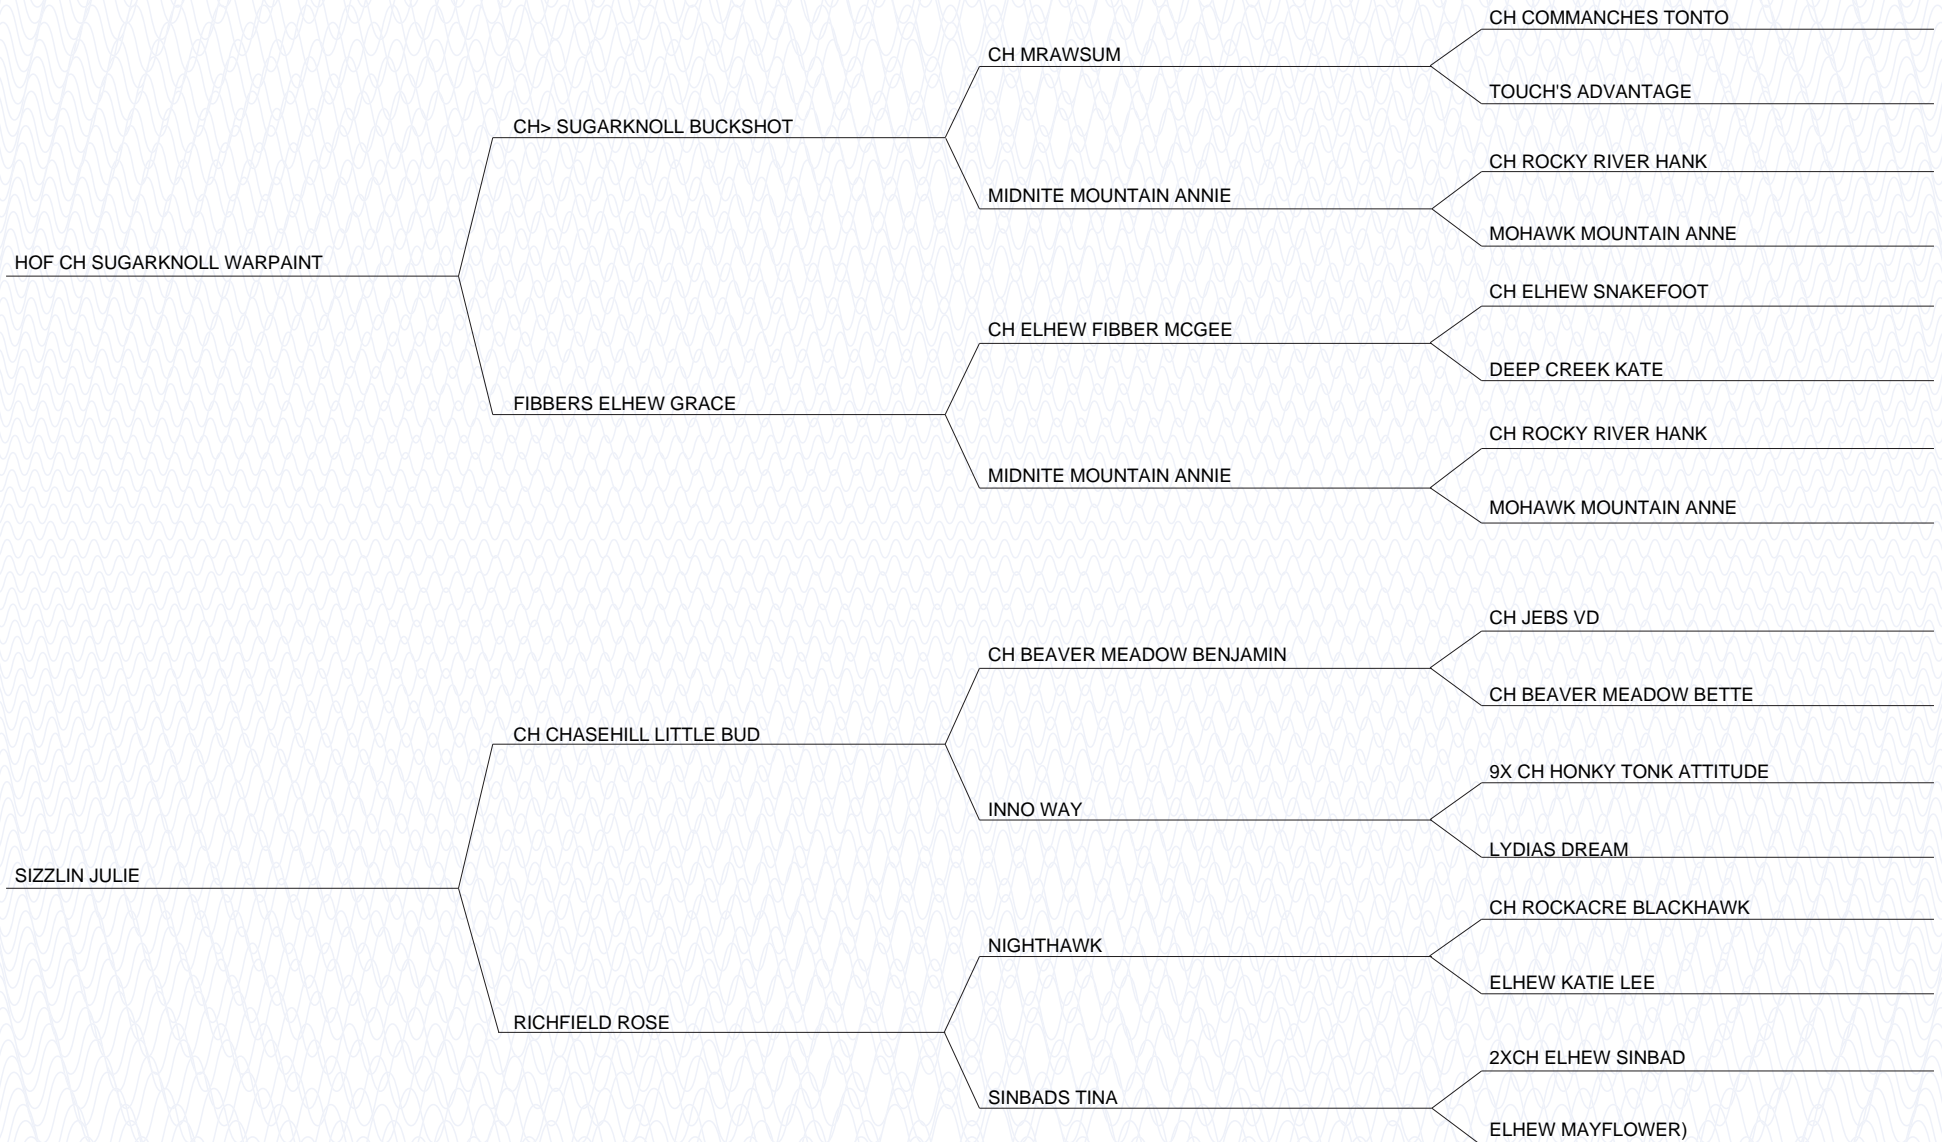 CH COMMANCHES TONTO
CH MRAWSUM
TOUCH'S ADVANTAGE
CH> SUGARKNOLL BUCKSHOT
CH ROCKY RIVER HANK
MIDNITE MOUNTAIN ANNIE
MOHAWK MOUNTAIN ANNE
HOF CH SUGARKNOLL WARPAINT
CH ELHEW SNAKEFOOT
CH ELHEW FIBBER MCGEE
DEEP CREEK KATE
FIBBERS ELHEW GRACE
CH ROCKY RIVER HANK
MIDNITE MOUNTAIN ANNIE
MOHAWK MOUNTAIN ANNE
CH JEBS VD
CH BEAVER MEADOW BENJAMIN
CH BEAVER MEADOW BETTE
CH CHASEHILL LITTLE BUD
9X CH HONKY TONK ATTITUDE
INNO WAY
LYDIAS DREAM
SIZZLIN JULIE
CH ROCKACRE BLACKHAWK
NIGHTHAWK
ELHEW KATIE LEE
RICHFIELD ROSE
2XCH ELHEW SINBAD
SINBADS TINA
ELHEW MAYFLOWER)